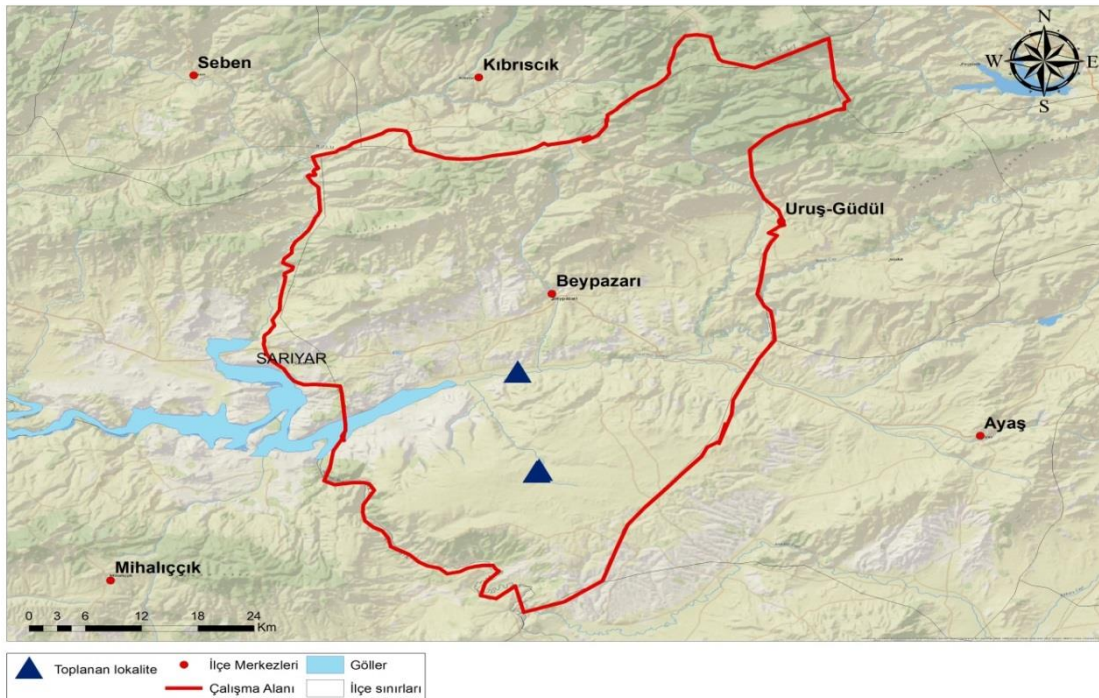 N
Seben
Kıbrıscık
W
E
S
Uruş-Güdül
Beypazarı
SARIYAR
Ayaş
Mihalıççık
0 3 6 12 18 24
Km
Toplanan lokalite
İlçe Merkezleri
Göller
Çalışma Alanı
İlçe sınırları